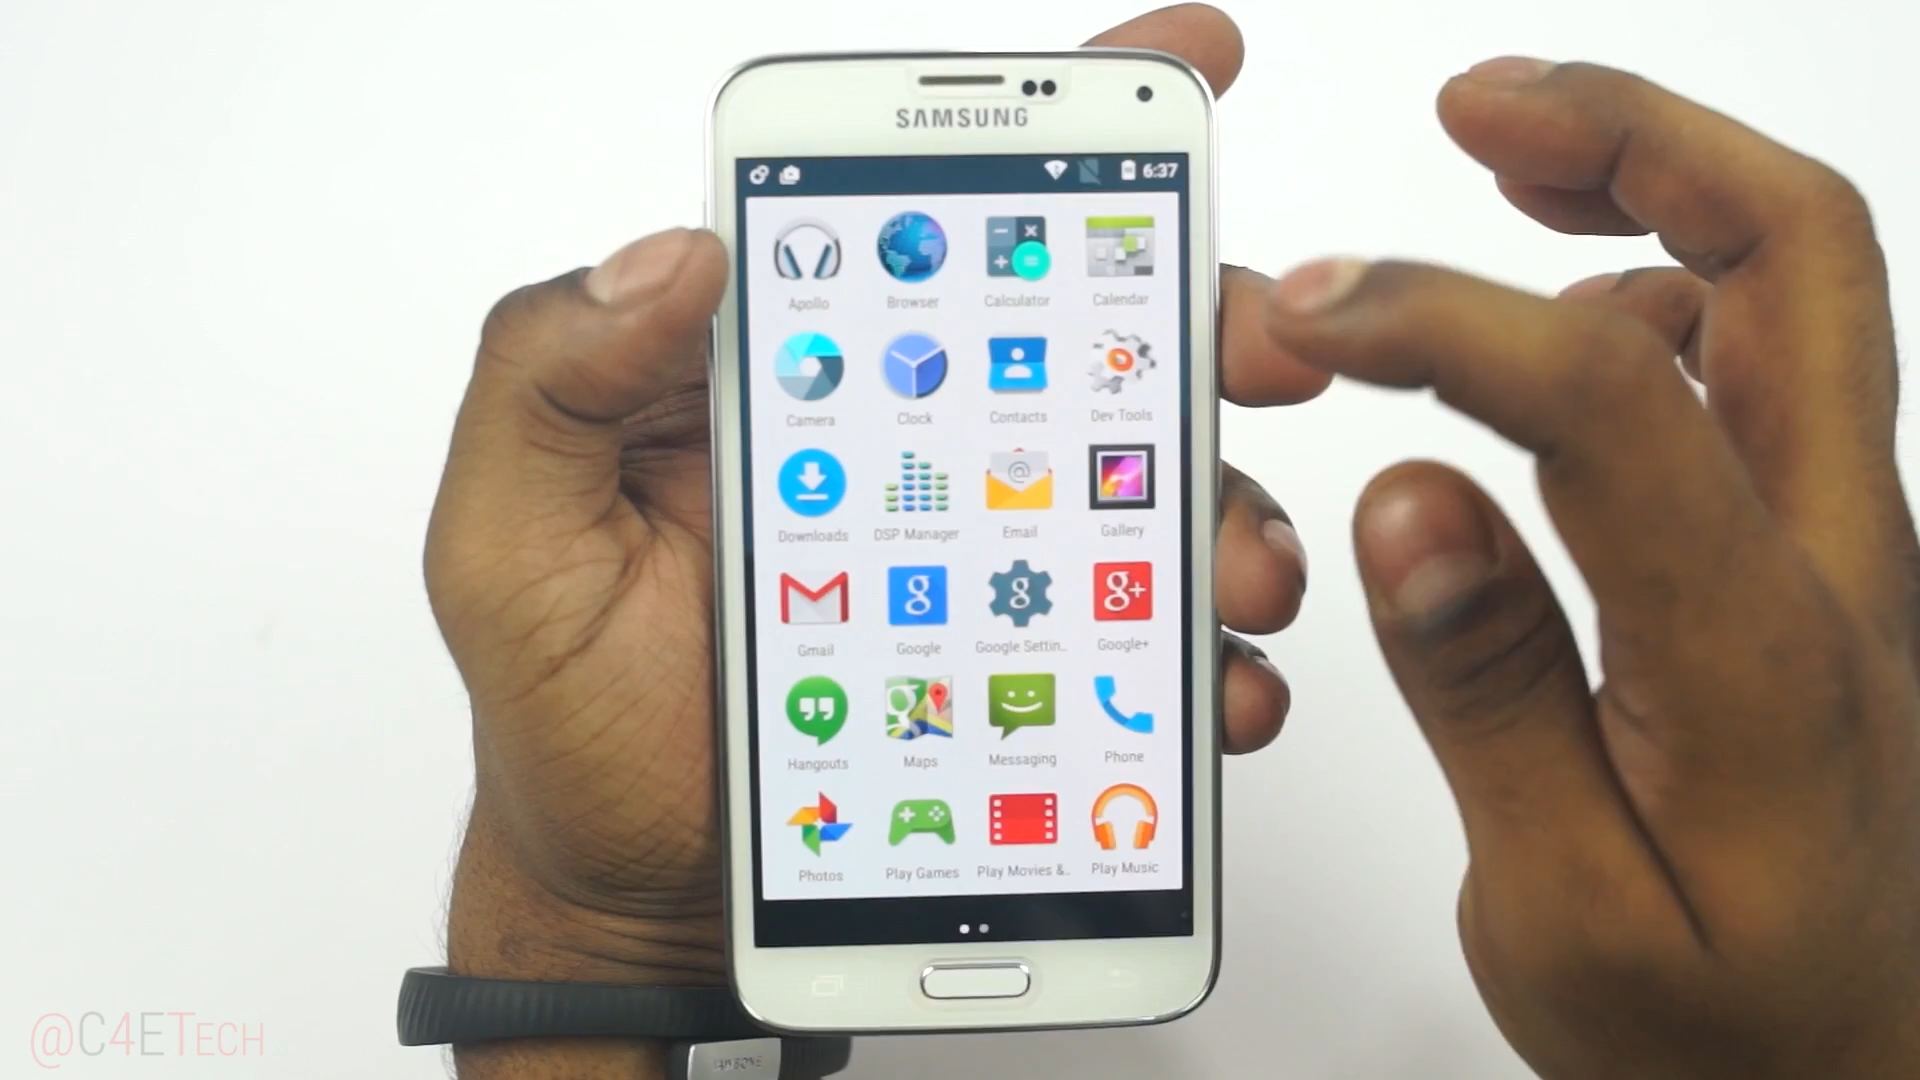 SAMSUNG
6:37
Apollo Browser Calculator Calendar
Camera Clock Contacts Dev Tools
Downloads DSP Manager Email Gallery
Gmail Google Google Settin.. Google+
Hangouts Maps Messaging Phone
Photos Play Games Play Movies &.. Play Music
@C4ETech